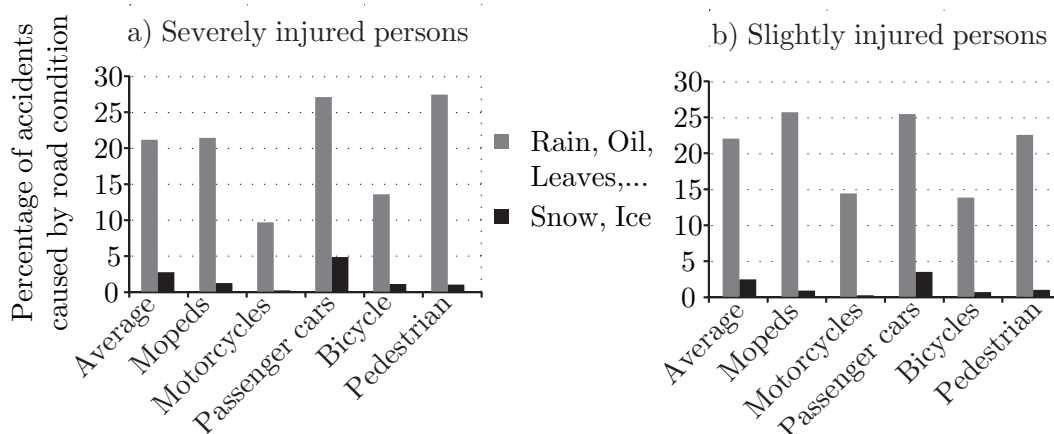 a) Severely injured persons
Percentage of accidents
caused by road condition
30
25
20
15
10
5
0
Average
Mopeds
Motorcycles
Passenger cars
Bicycle
Pedestrian
Rain, Oil,
Leaves,...
Snow, Ice
b) Slightly injured persons
30
25
20
15
10
5
0
Average
Mopeds
Motorcycles
Passenger cars
Bicycles
Pedestrian